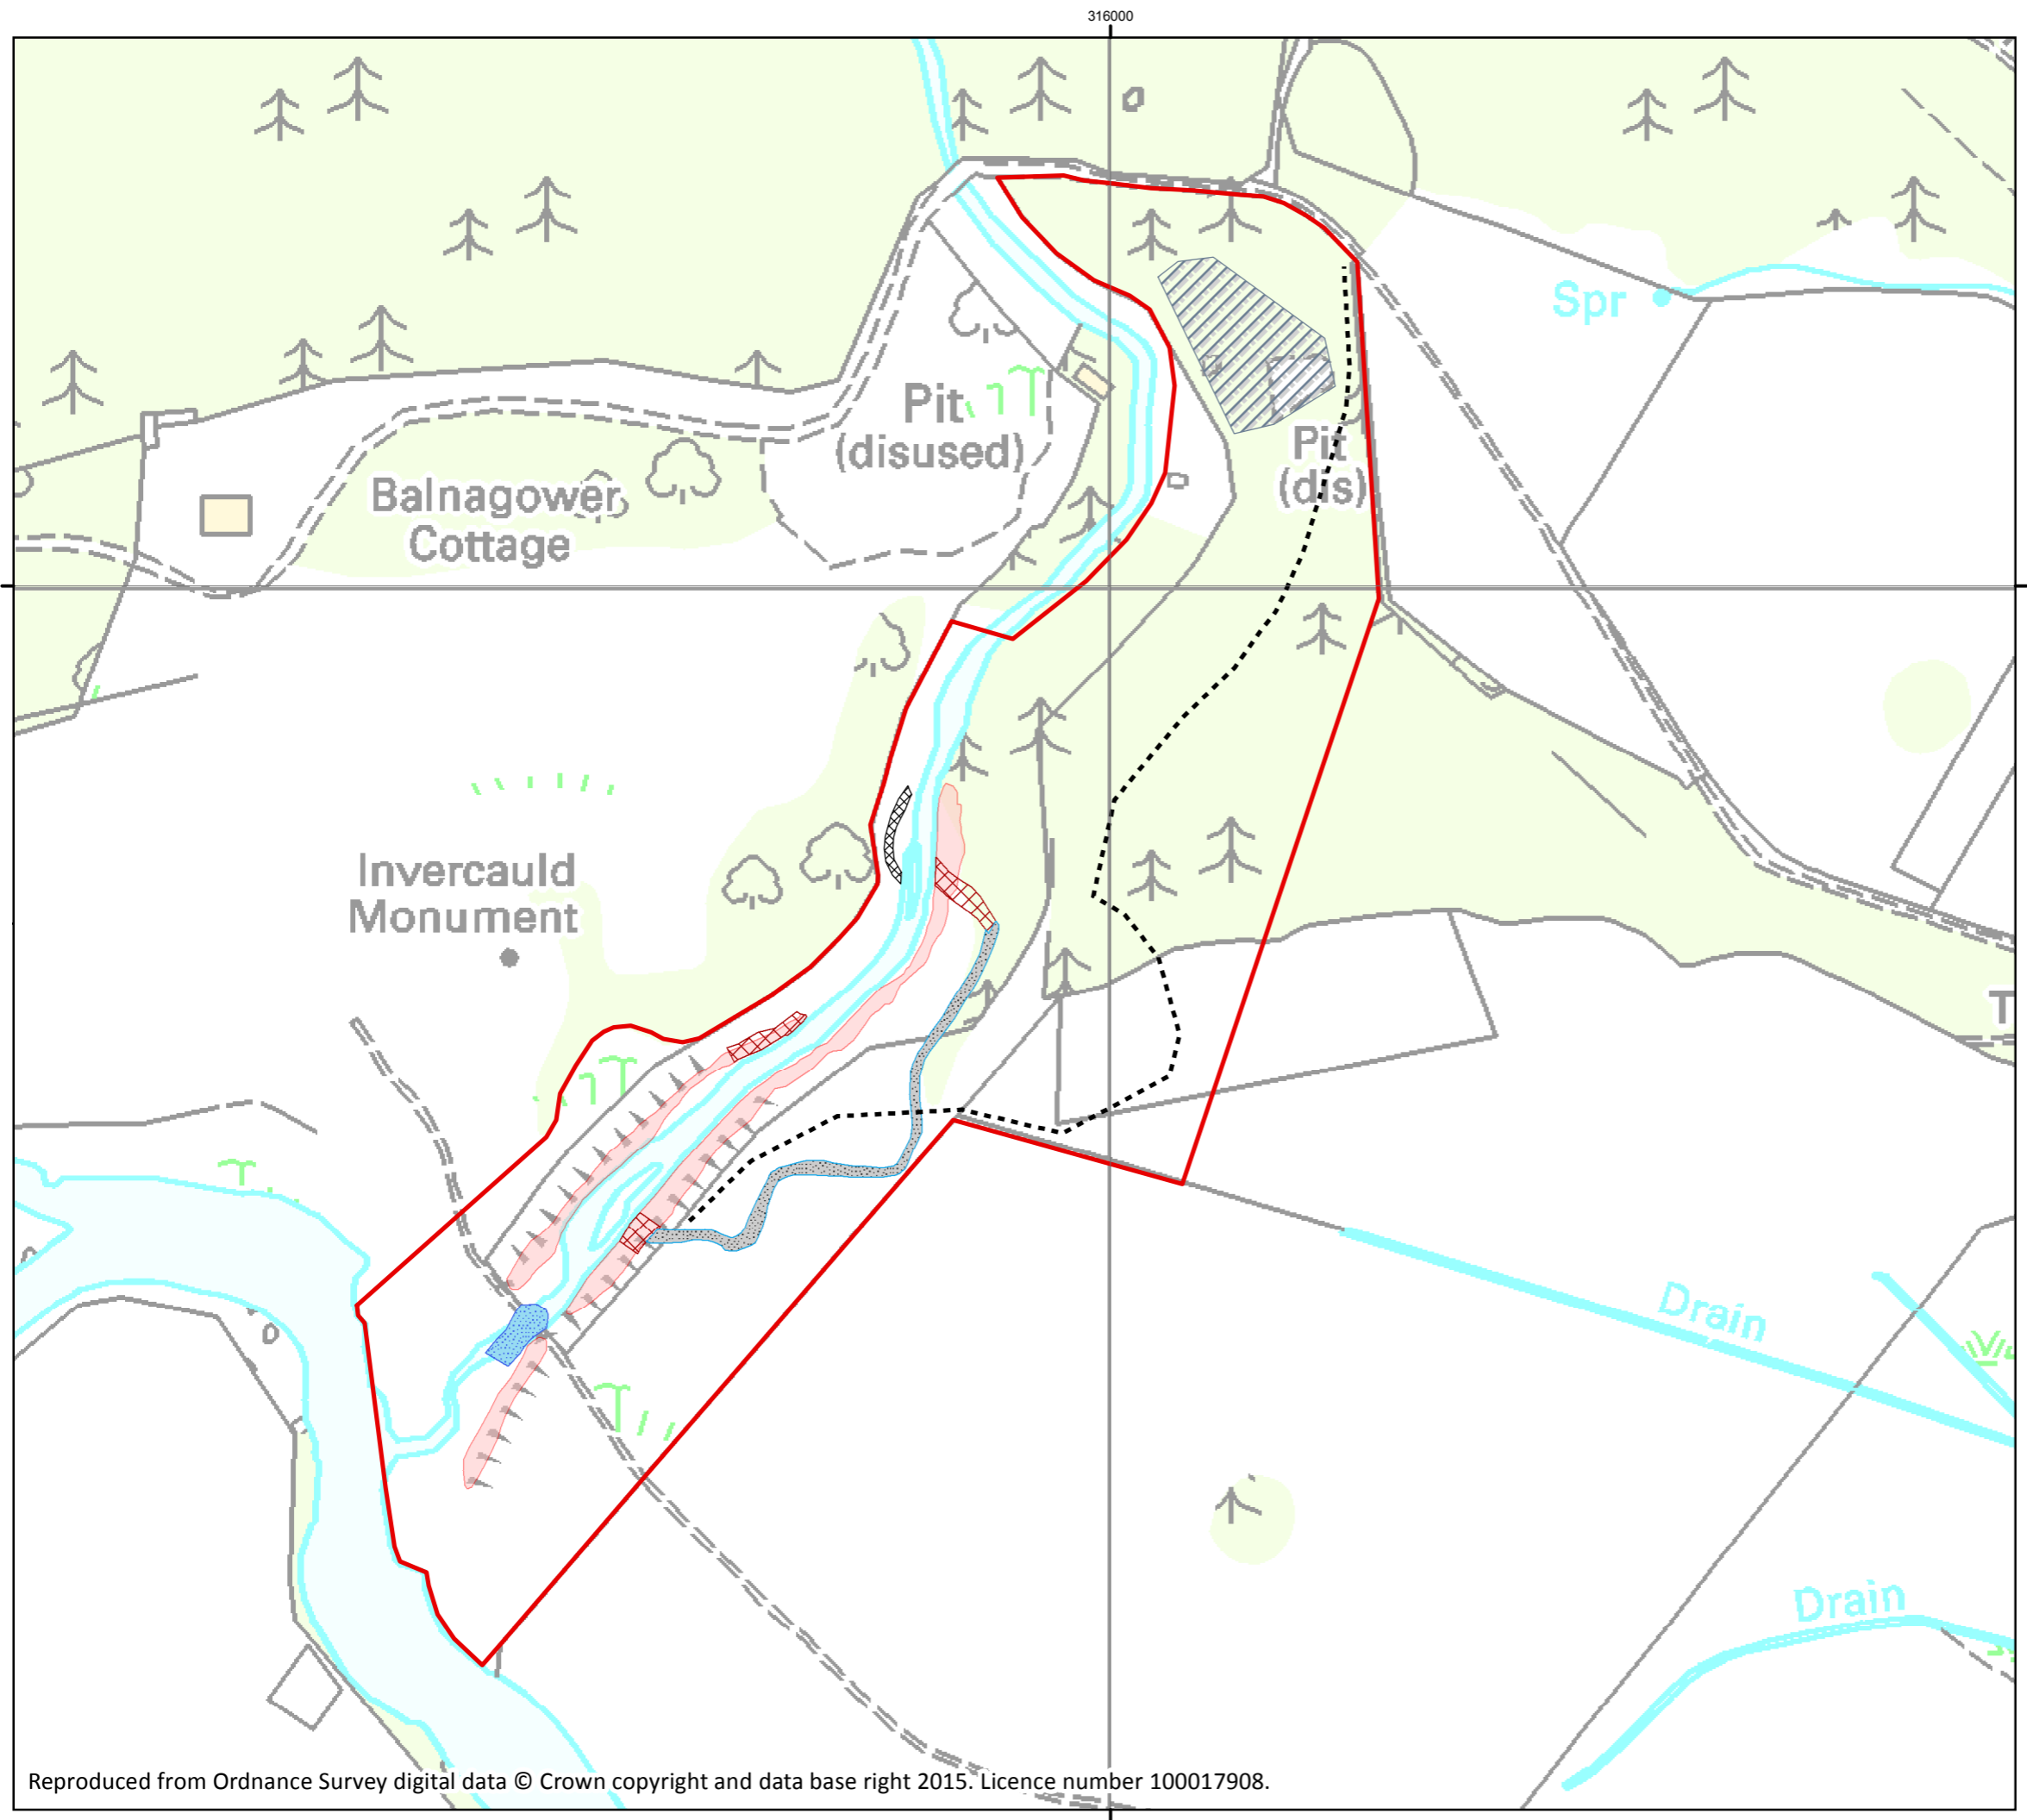 316000
Spr
Pit
(disused)
Pit
(dis)
Balnagower
Cottage
Invercauld
Monument
T
Drain
Drain
Reproduced from Ordnance Survey digital data © Crown copyright and data base right 2015. Licence number 100017908.